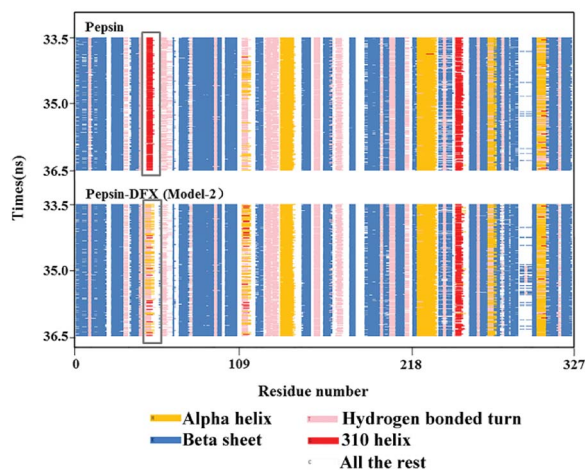 Pepsin
33.5
35.0
36.5
Pepsin-DFX (Model-2）
33.5
35.0
36.5
Times(ns)
0 109 218 327
Residue number
Alpha helix Hydrogen bonded turn
Beta sheet 310 helix
All the rest